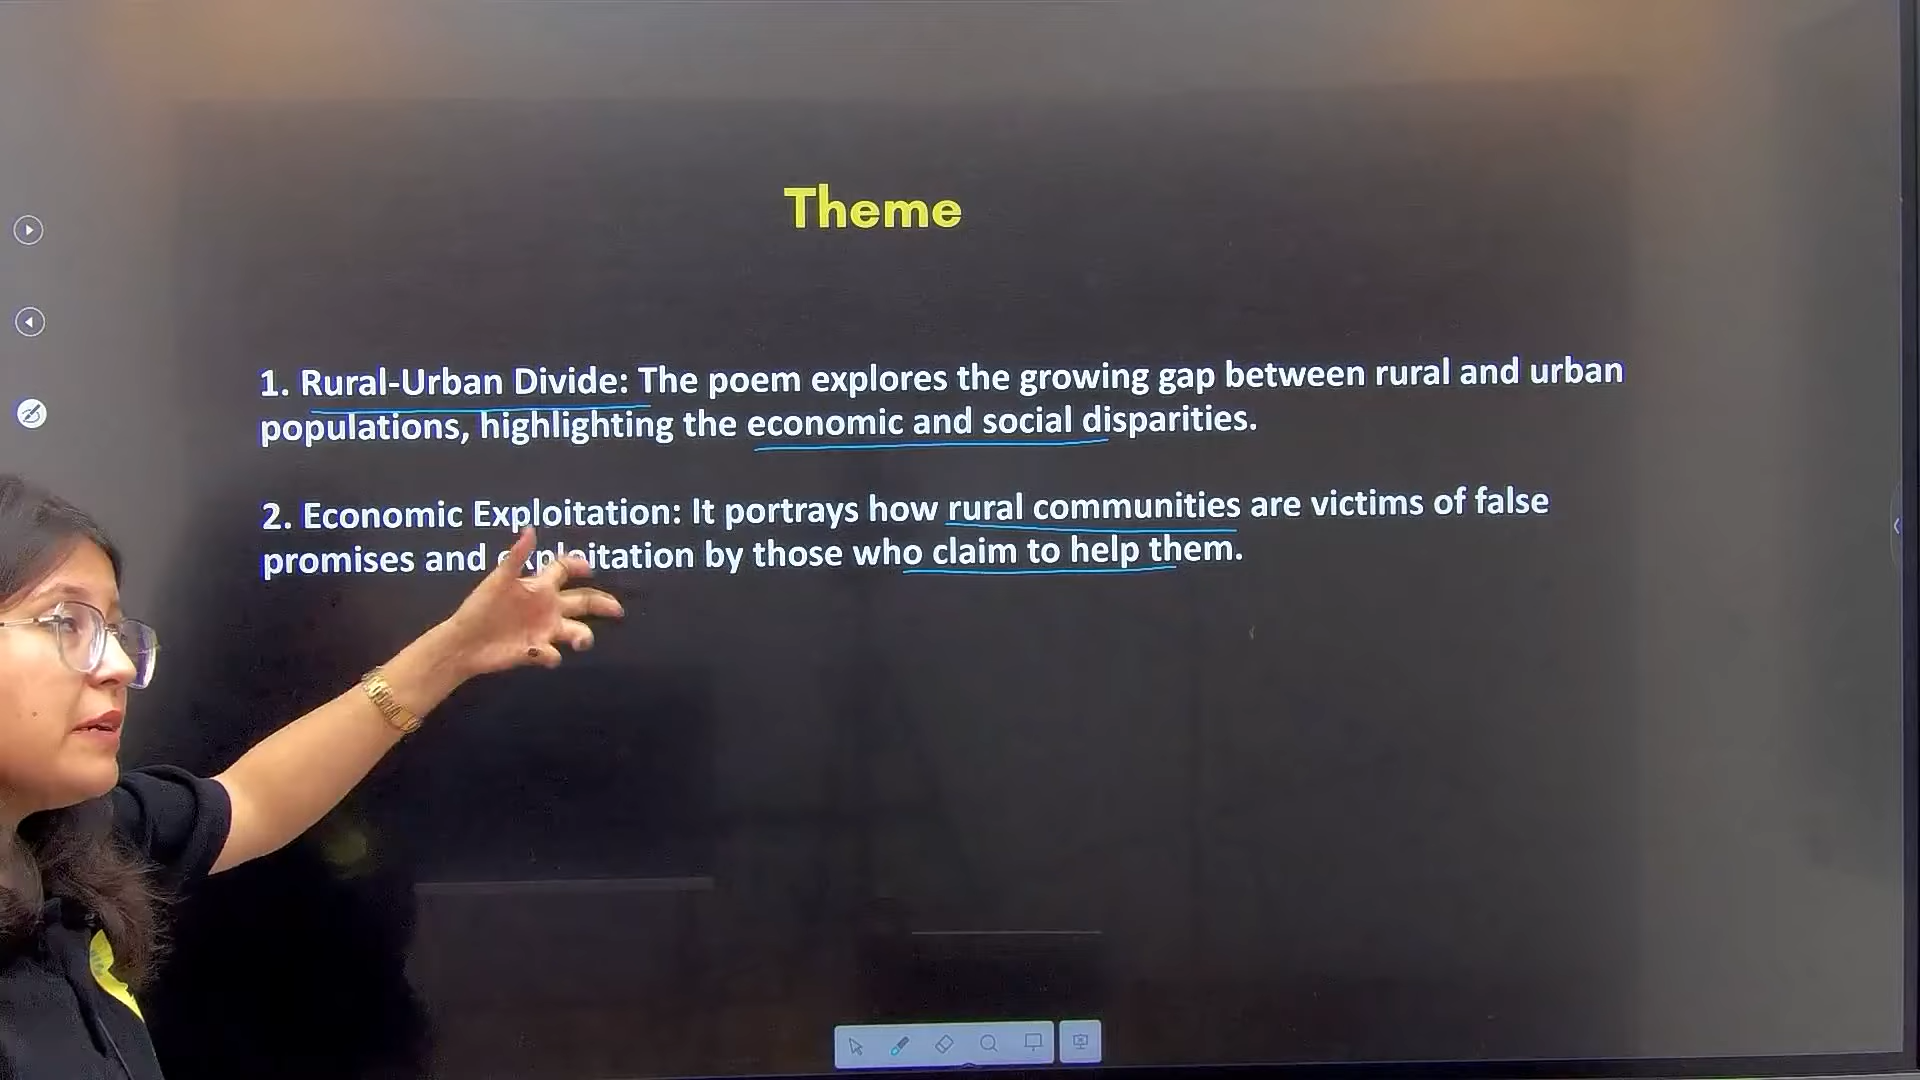 Theme
1. Rural-Urban Divide: The poem explores the growing gap between rural and urban
populations, highlighting the economic and social disparities.
2. Economic Exploitation: It portrays how rural communities are victims of false
promises and exploitation by those who claim to help them.